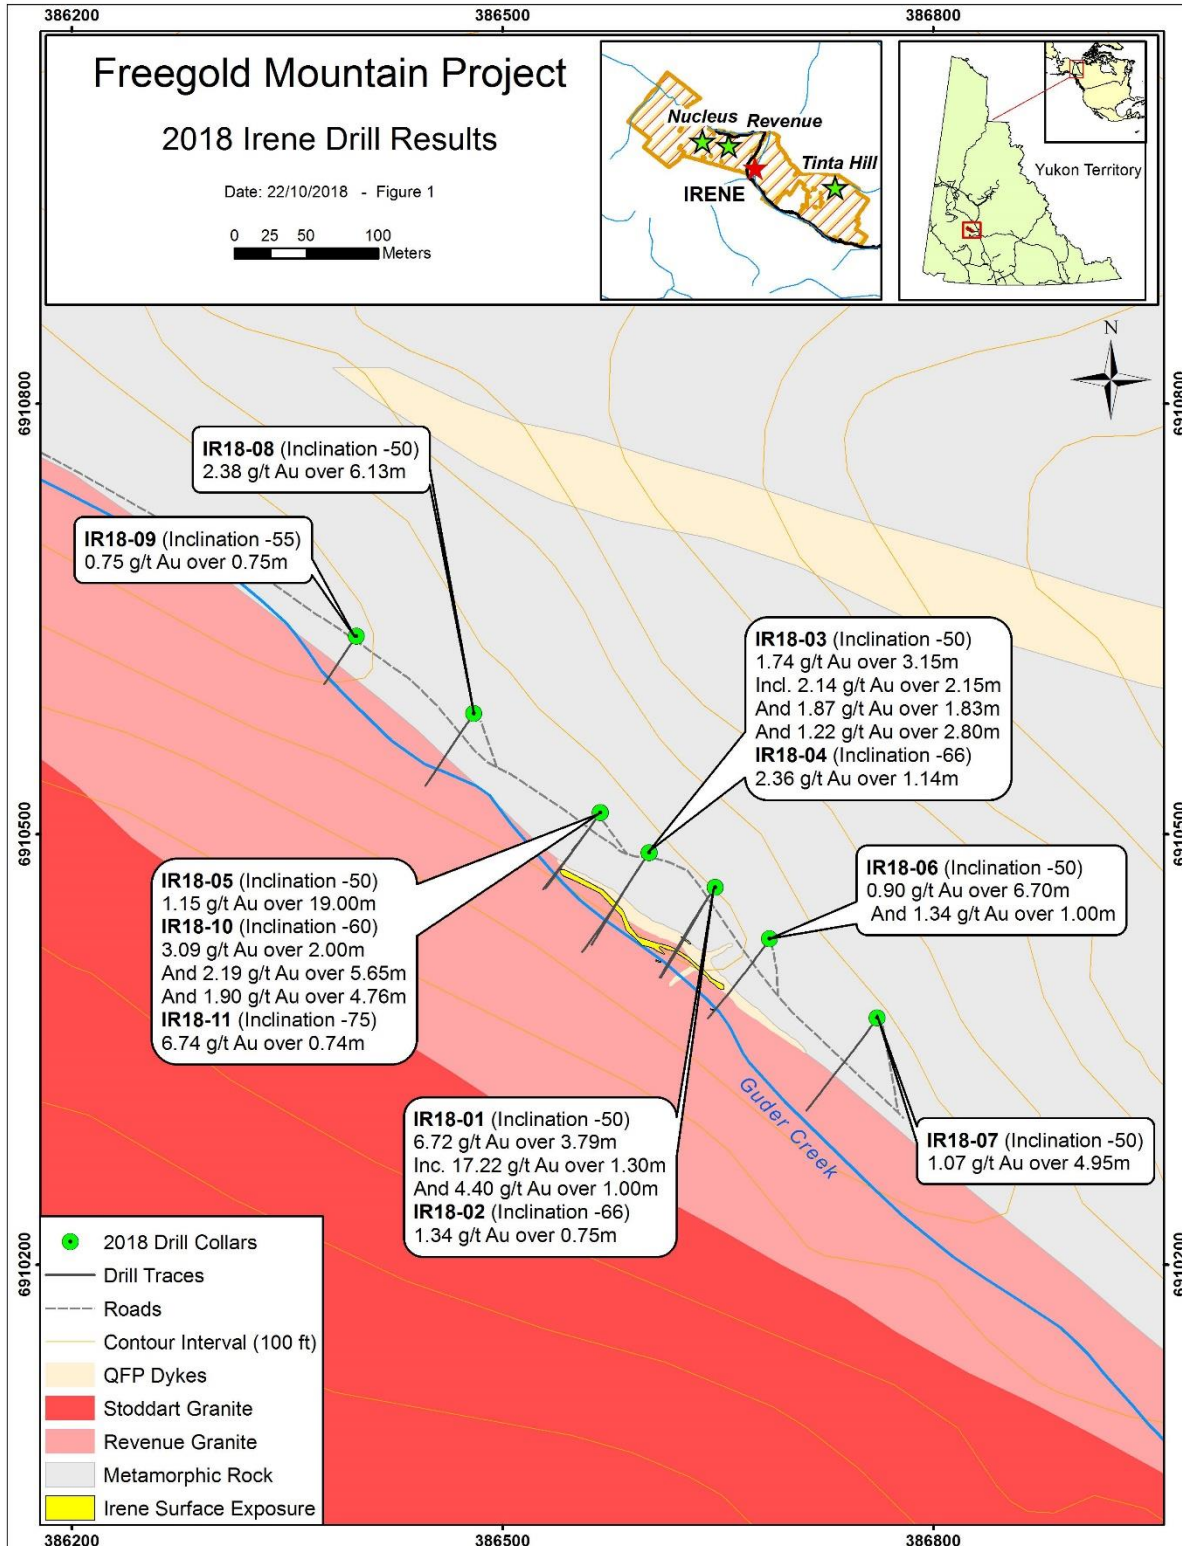 386200
386500
386800
Freegold Mountain Project
2018 Irene Drill Results
Date: 22/10/2018 - Figure 1
0 25 50 100
Meters
Nucleus
Revenue
Tinta Hill
IRENE
Yukon Territory
N
6910800
6910800
IR18-08 (Inclination -50)
2.38 g/t Au over 6.13m
IR18-09 (Inclination -55)
0.75 g/t Au over 0.75m
IR18-03 (Inclination -50)
1.74 g/t Au over 3.15m
Incl. 2.14 g/t Au over 2.15m
And 1.87 g/t Au over 1.83m
And 1.22 g/t Au over 2.80m
IR18-04 (Inclination -66)
2.36 g/t Au over 1.14m
6910500
6910500
IR18-05 (Inclination -50)
1.15 g/t Au over 19.00m
IR18-10 (Inclination -60)
3.09 g/t Au over 2.00m
And 2.19 g/t Au over 5.65m
And 1.90 g/t Au over 4.76m
IR18-11 (Inclination -75)
6.74 g/t Au over 0.74m
IR18-06 (Inclination -50)
0.90 g/t Au over 6.70m
And 1.34 g/t Au over 1.00m
Guder Creek
IR18-01 (Inclination -50)
6.72 g/t Au over 3.79m
Inc. 17.22 g/t Au over 1.30m
And 4.40 g/t Au over 1.00m
IR18-02 (Inclination -66)
1.34 g/t Au over 0.75m
IR18-07 (Inclination -50)
1.07 g/t Au over 4.95m
6910200
6910200
2018 Drill Collars
Drill Traces
Roads
Contour Interval (100 ft)
QFP Dykes
Stoddart Granite
Revenue Granite
Metamorphic Rock
Irene Surface Exposure
386200
386500
386800